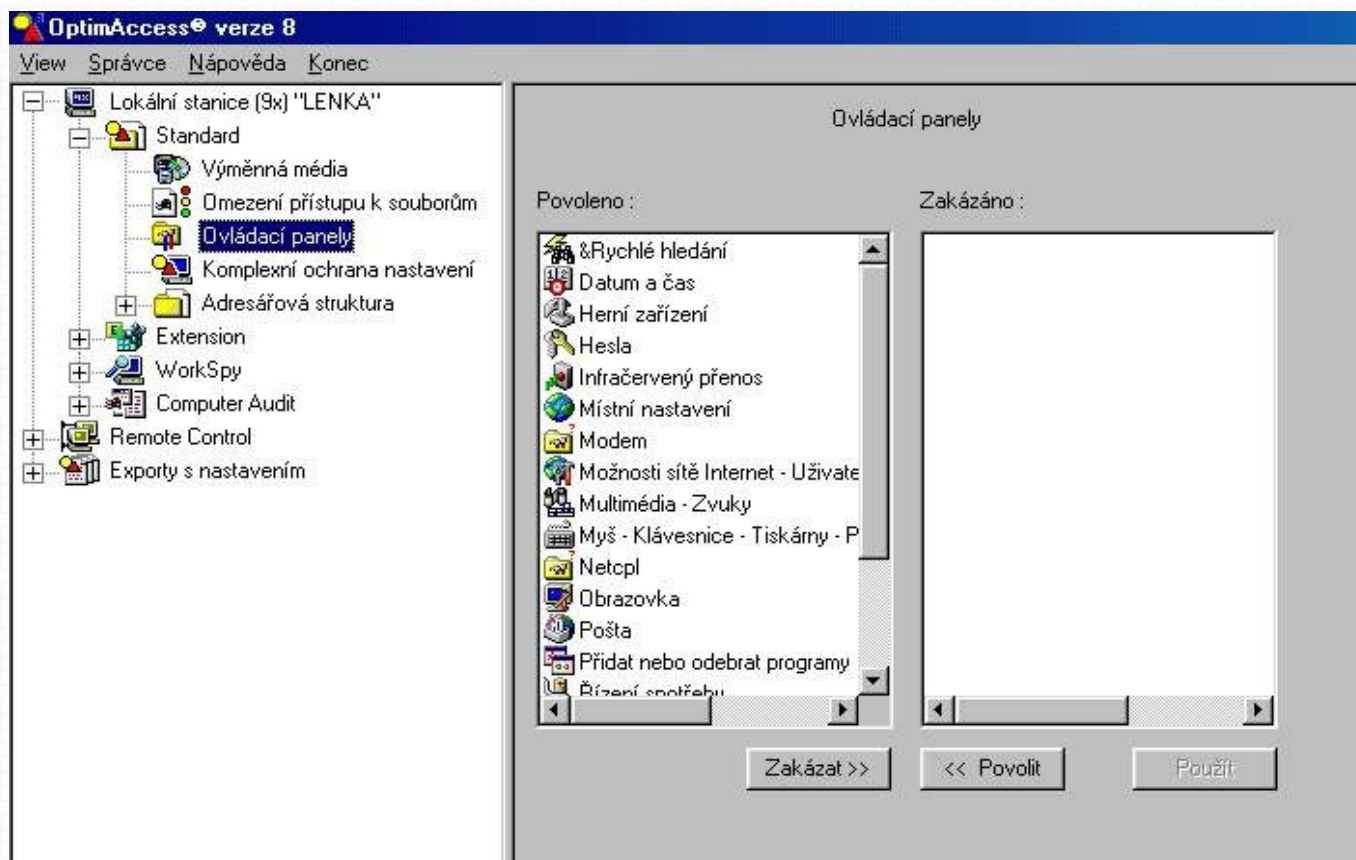 OptimAccess® verze 8
View Správce Nápověda Konec
Lokální stanice (9x) "LENKA"
Standard
Výměnná média
Omezení přístupu k souborům
Ovládací panely
Komplexní ochrana nastavení
Adresářová struktura
Extension
WorkSpy
Computer Audit
Remote Control
Exporty s nastavením
Ovládací panely
Povoleno :
&Rychlé hledání
Datum a čas
Herní zařízení
Hesla
Infračervený přenos
Místní nastavení
Modem
Možnosti sítě Internet - Uživate
Multimédia - Zvuky
Myš - Klávesnice - Tiskárny - P
Netcpl
Obrazovka
Pošta
Přidat nebo odebrat programy
Řízení spotřeby
Zakázat >>
Zakázáno :
<< Povolit
Použít